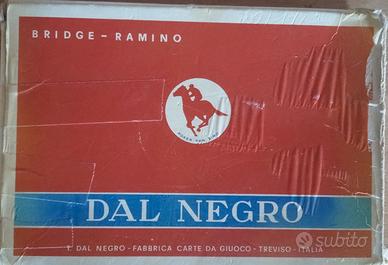 BRIDGE - RAMINO
DAL NEGRO
T. DAL NEGRO - FABBRICA CARTE DA GIUOCO - TREVISO - ITALIA
subito